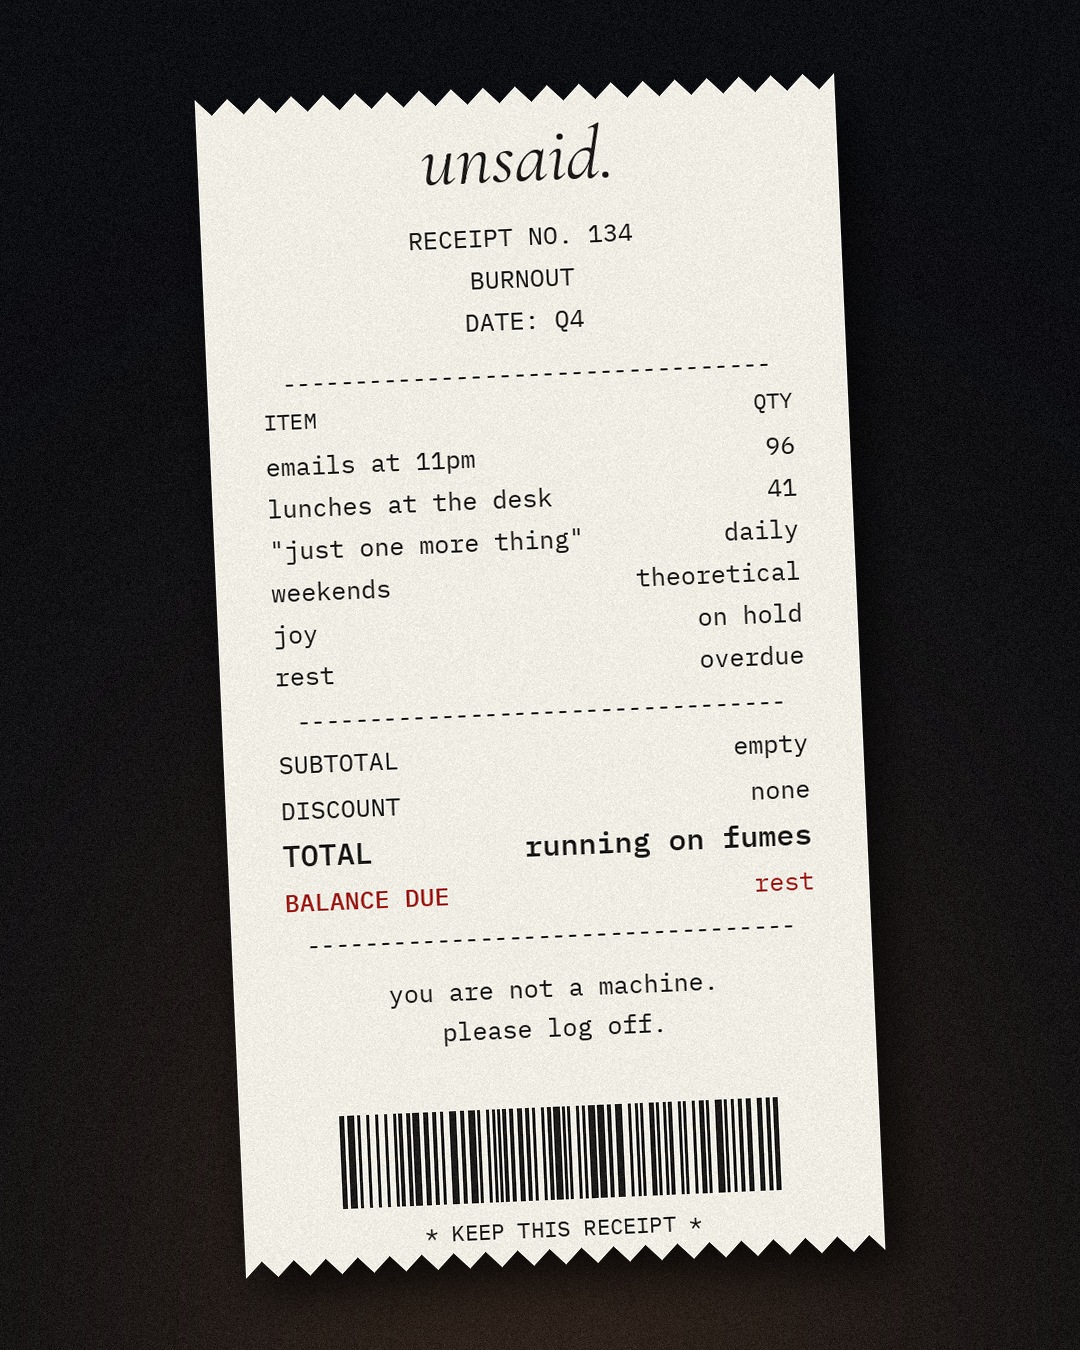 unsaid.
RECEIPT NO. 134
BURNOUT
DATE: Q4
----------------------------------
ITEM QTY
emails at 11pm 96
lunches at the desk 41
"just one more thing" daily
weekends theoretical
joy on hold
rest overdue
----------------------------------
SUBTOTAL empty
DISCOUNT none
TOTAL running on fumes
BALANCE DUE rest
----------------------------------
you are not a machine.
please log off.
* KEEP THIS RECEIPT *